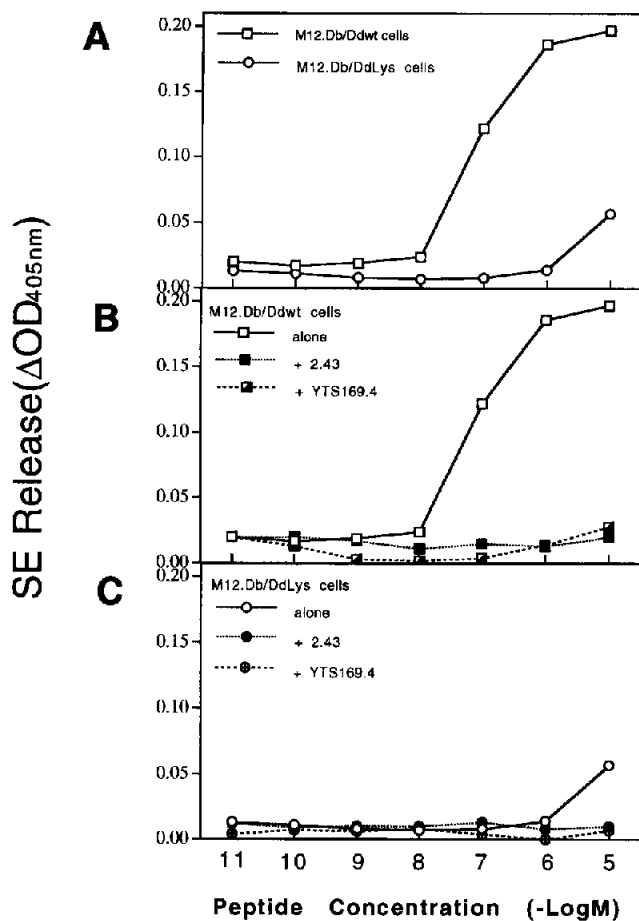 A
0.20
0.15
0.10
0.05
0.00
M12.Db/Ddwt cells
M12.Db/DdLys cells
B
0.20
0.15
0.10
0.05
0.00
M12.Db/Ddwt cells
alone
+ 2.43
+ YTS169.4
C
0.20
0.15
0.10
0.05
0.00
M12.Db/DdLys cells
alone
+ 2.43
+ YTS169.4
SE Release(ΔOD405nm)
11 10 9 8 7 6 5
Peptide Concentration (-LogM)